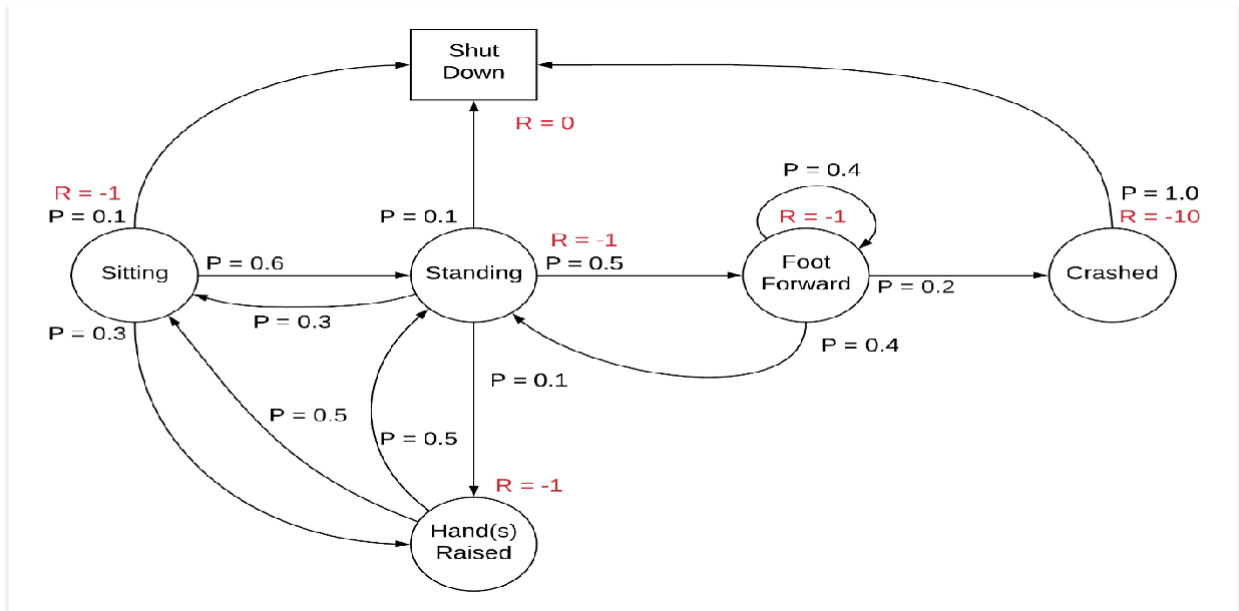 Shut
Down
R = 0
P = 0.4
R = -1
P = 0.1
P = 0.1
R = -1
P = 1.0
R = -10
Sitting
P = 0.6
Standing
R = -1
P = 0.5
Foot
Forward
P = 0.2
Crashed
P = 0.3
P = 0.3
P = 0.4
P = 0.1
P = 0.5
P = 0.5
R = -1
Hand(s)
Raised